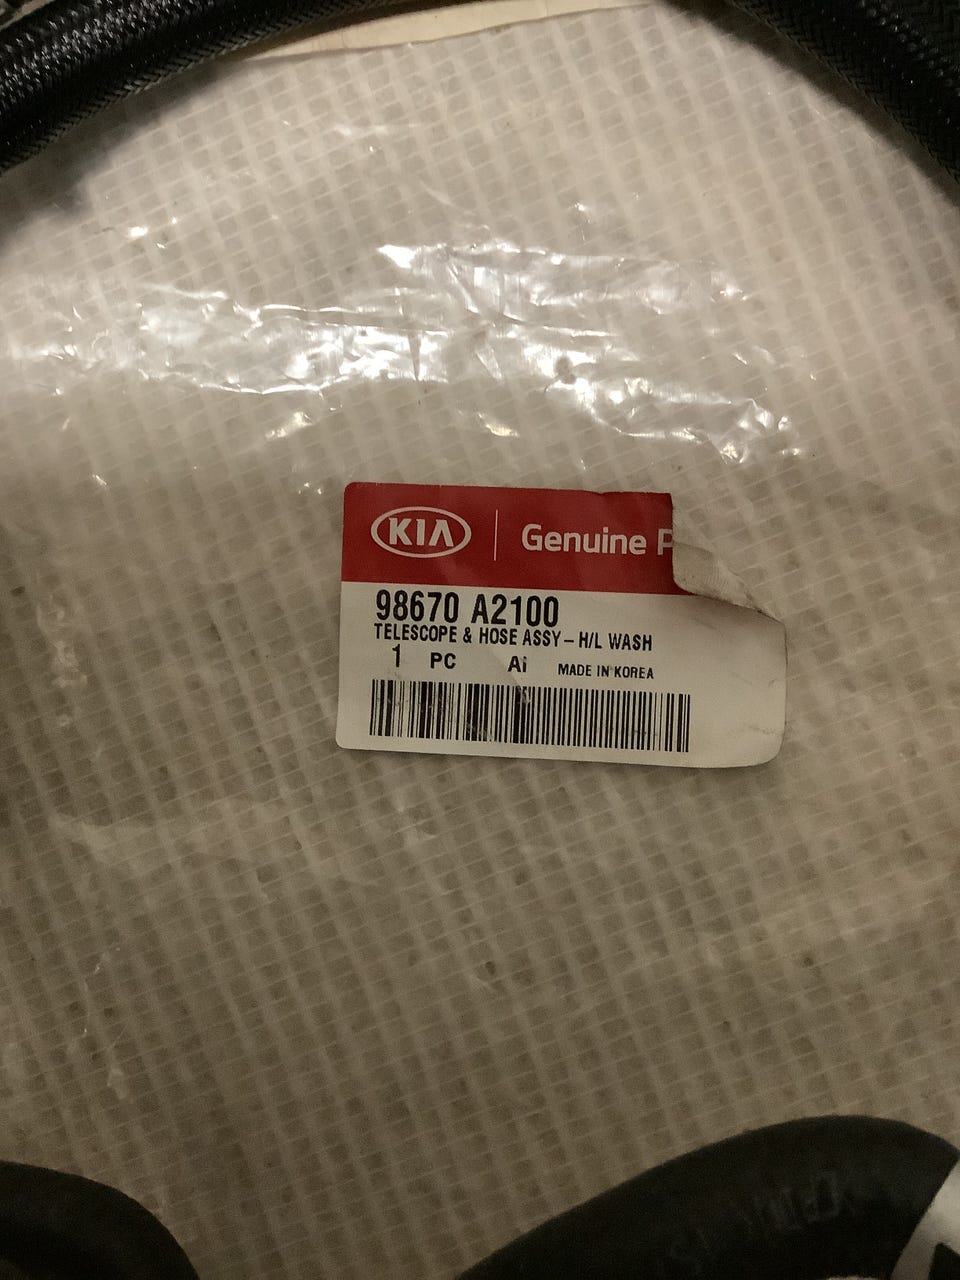 KIA Genuine P
98670 A2100
TELESCOPE & HOSE ASSY - H/L WASH
1 PC Ai MADE IN KOREA